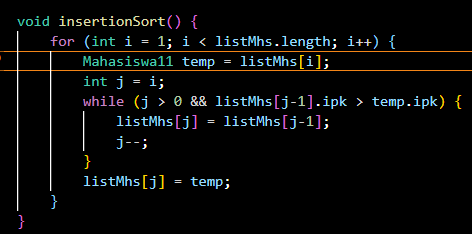 void insertionSort() {
for (int i = 1; i < listMhs.length; i++) {
Mahasiswa11 temp = listMhs[i];
int j = i;
while (j > 0 && listMhs[j-1].ipk > temp.ipk) {
listMhs[j] = listMhs[j-1];
j--;
}
listMhs[j] = temp;
}
}